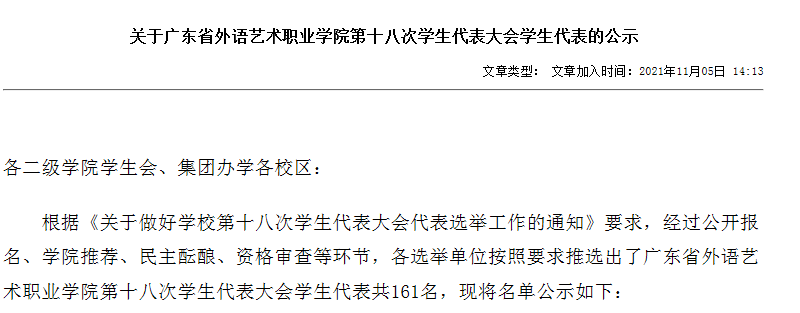 关于广东省外语艺术职业学院第十八次学生代表大会学生代表的公示
文章类型： 文章加入时间：2021年11月05日 14:13
各二级学院学生会、集团办学各校区：
根据《关于做好学校第十八次学生代表大会代表选举工作的通知》要求，经过公开报
名、学院推荐、民主酝酿、资格审查等环节，各选举单位按照要求推选出了广东省外语艺
术职业学院第十八次学生代表大会学生代表共161名，现将名单公示如下：